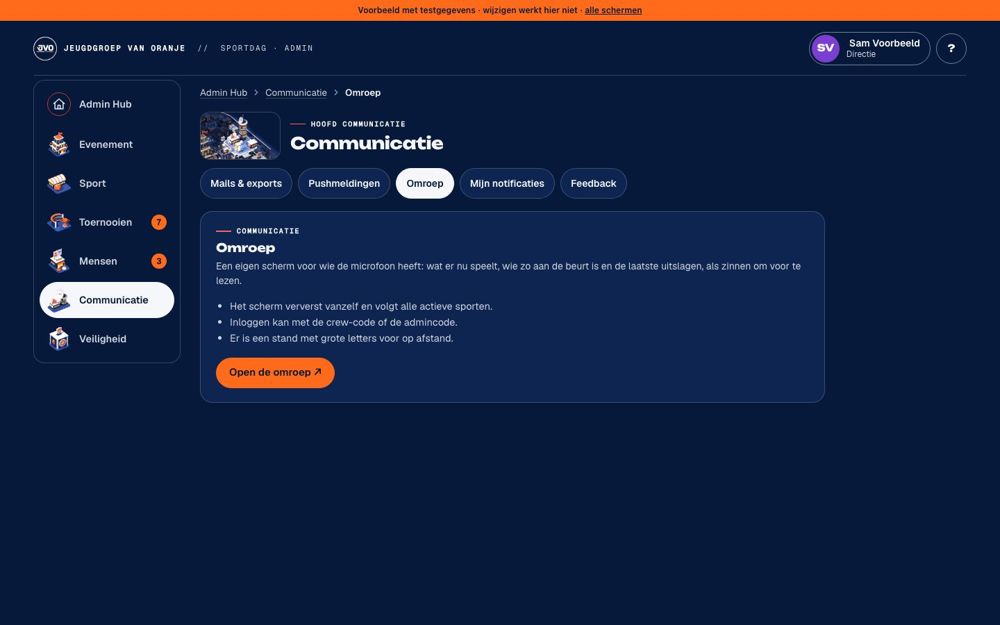 Voorbeeld met testgegevens · wijzigen werkt hier niet · alle schermen
JVO JEUGDGROEP VAN ORANJE // SPORTDAG · ADMIN
SV Sam Voorbeeld
Directie
?
Admin Hub
Evenement
Sport
Toernooien 7
Mensen 3
Communicatie
Veiligheid
Admin Hub > Communicatie > Omroep
HOOFD COMMUNICATIE
Communicatie
Mails & exports Pushmeldingen Omroep Mijn notificaties Feedback
COMMUNICATIE
Omroep
Een eigen scherm voor wie de microfoon heeft: wat er nu speelt, wie zo aan de beurt is en de laatste uitslagen, als zinnen om voor te
lezen.
• Het scherm ververst vanzelf en volgt alle actieve sporten.
• Inloggen kan met de crew-code of de admincode.
• Er is een stand met grote letters voor op afstand.
Open de omroep ↗